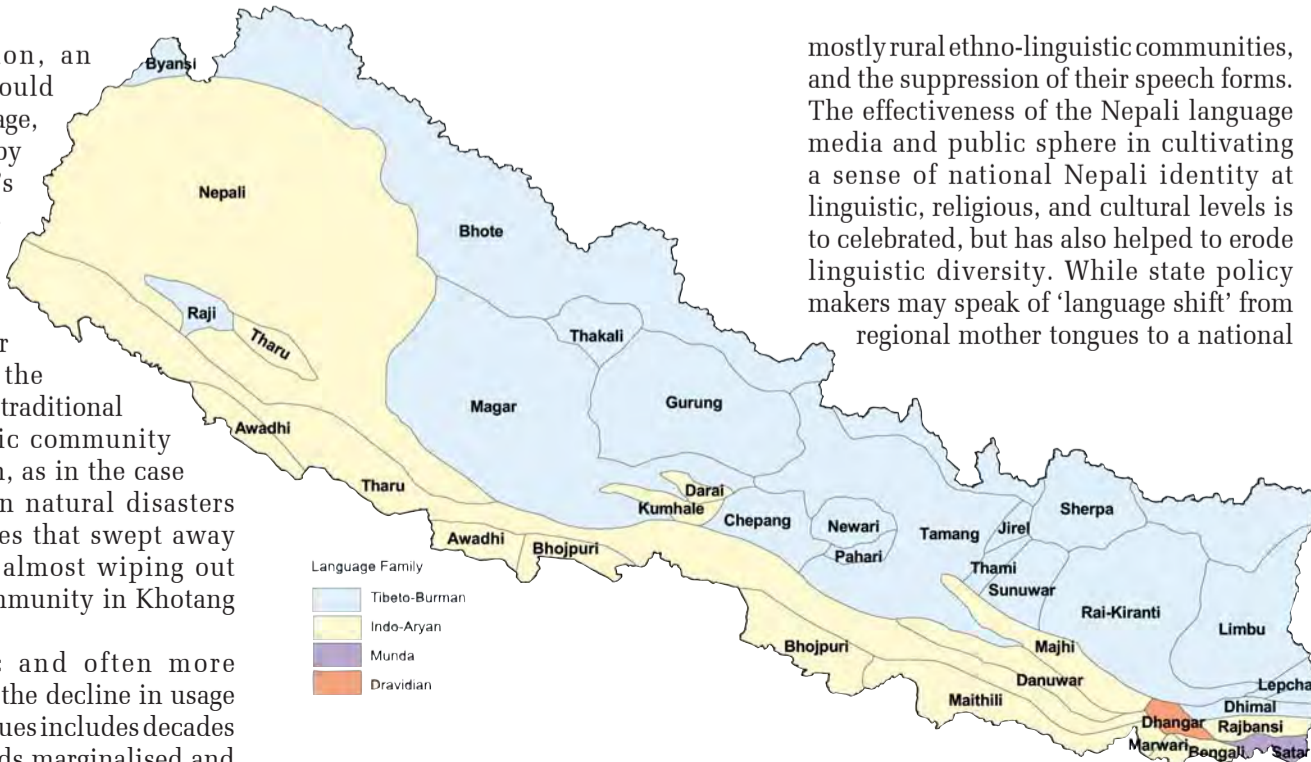 on, an
ould
age,
by
's
r
the
traditional
ic community
n, as in the case
n natural disasters
es that swept away
almost wiping out
mmunity in Khotang
and often more
the decline in usage
ues includes decades
ds marginalised and
Byansi
Nepali
Bhote
Raji
Tharu
Thakali
Magar
Gurung
Awadhi
Tharu
Darai
Kumhale
Chepang
Newari
Pahari
Tamang
Jirel
Sherpa
Thami
Sunuwar
Rai-Kiranti
Limbu
Awadhi
Bhojpuri
Bhojpuri
Majhi
Danuwar
Maithili
Lepcha
Dhimal
Dhangar
Rajbansi
Marwari
Bengali
Satar
Language Family
Tibeto-Burman
Indo-Aryan
Munda
Dravidian
mostly rural ethno-linguistic communities,
and the suppression of their speech forms.
The effectiveness of the Nepali language
media and public sphere in cultivating
a sense of national Nepali identity at
linguistic, religious, and cultural levels is
to celebrated, but has also helped to erode
linguistic diversity. While state policy
makers may speak of ‘language shift’ from
regional mother tongues to a national